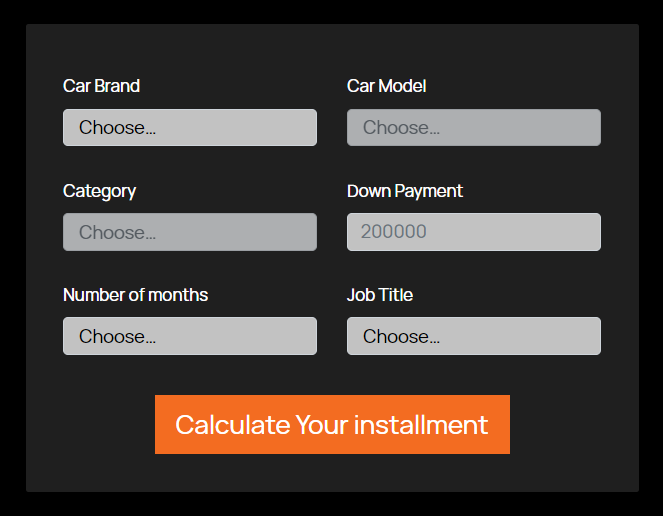 Car Brand
Car Model
Choose...
Choose...
Category
Down Payment
Choose...
200000
Number of months
Job Title
Choose...
Choose...
Calculate Your installment